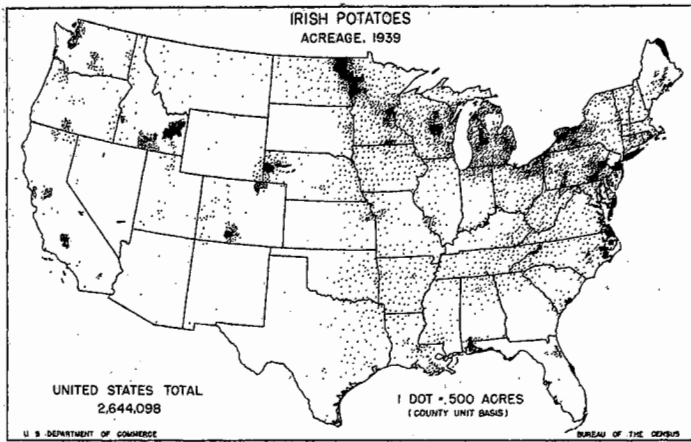 IRISH POTATOES
ACREAGE, 1939
UNITED STATES TOTAL
2,644,098
1 DOT = 500 ACRES
(COUNTY UNIT BASIS)
U S DEPARTMENT OF COMMERCE
BUREAU OF THE CENSUS